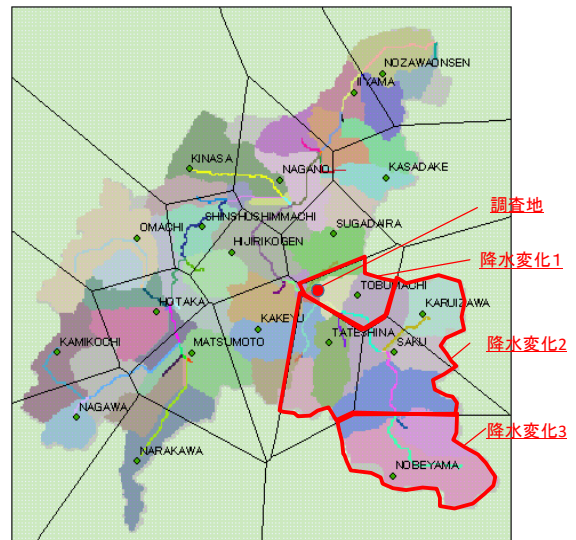 NOZAWAONSEN
IIYAMA
KINASA
NAGANO
KASADAKE
調査地
SHINSHUSHIMMACHI
SUGADAIRA
OMACHI
HIJIRIKOGEN
降水変化1
TOBUMACHI
HOTAKA
KARUIZAWA
KAKEYU
TATESHINA
KAMIKOCHI
MATSUMOTO
SAKU
降水変化2
NAGAWA
降水変化3
NARAKAWA
NOBEYAMA